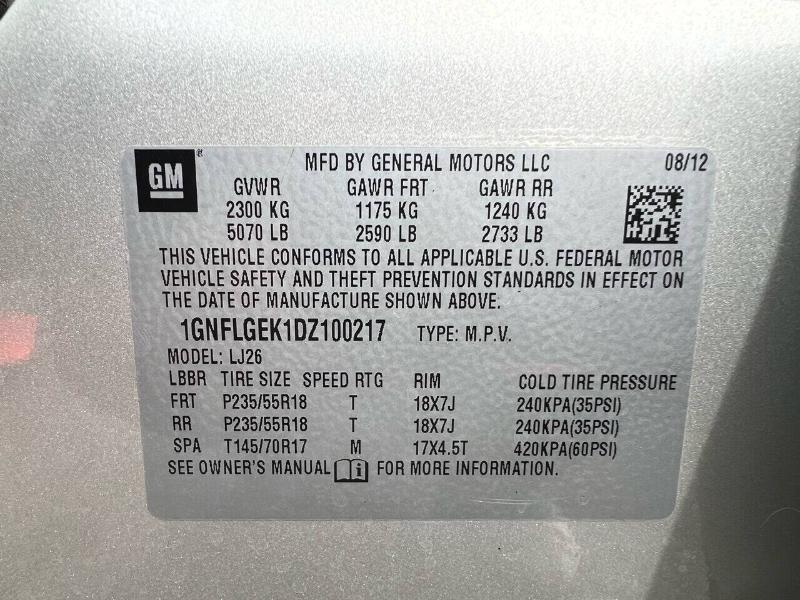 GM® MFD BY GENERAL MOTORS LLC 08/12
GVWR GAWR FRT GAWR RR
2300 KG 1175 KG 1240 KG
5070 LB 2590 LB 2733 LB
THIS VEHICLE CONFORMS TO ALL APPLICABLE U.S. FEDERAL MOTOR
VEHICLE SAFETY AND THEFT PREVENTION STANDARDS IN EFFECT ON
THE DATE OF MANUFACTURE SHOWN ABOVE.
1GNFLGEK1DZ100217 TYPE: M.P.V.
MODEL: LJ26
LBBR TIRE SIZE SPEED RTG RIM COLD TIRE PRESSURE
FRT P235/55R18 T 18X7J 240KPA(35PSI)
RR P235/55R18 T 18X7J 240KPA(35PSI)
SPA T145/70R17 M 17X4.5T 420KPA(60PSI)
SEE OWNER'S MANUAL i FOR MORE INFORMATION.